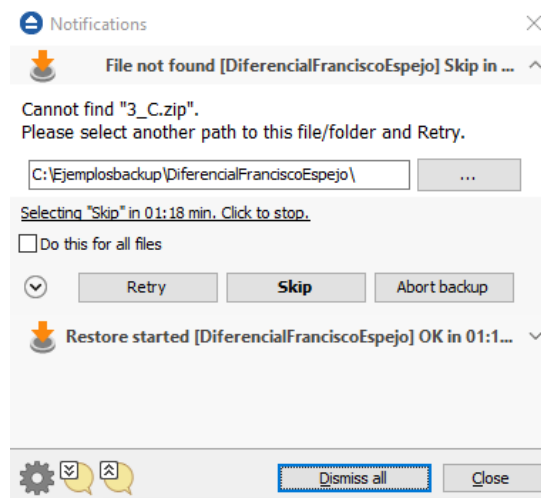 Notifications
File not found [DiferencialFranciscoEspejo] Skip in ...
Cannot find "3_C.zip".
Please select another path to this file/folder and Retry.
C:\Ejemplosbackup\DiferencialFranciscoEspejo\
...
Selecting "Skip" in 01:18 min. Click to stop.
Do this for all files
Retry
Skip
Abort backup
Restore started [DiferencialFranciscoEspejo] OK in 01:1...
Dismiss all
Close